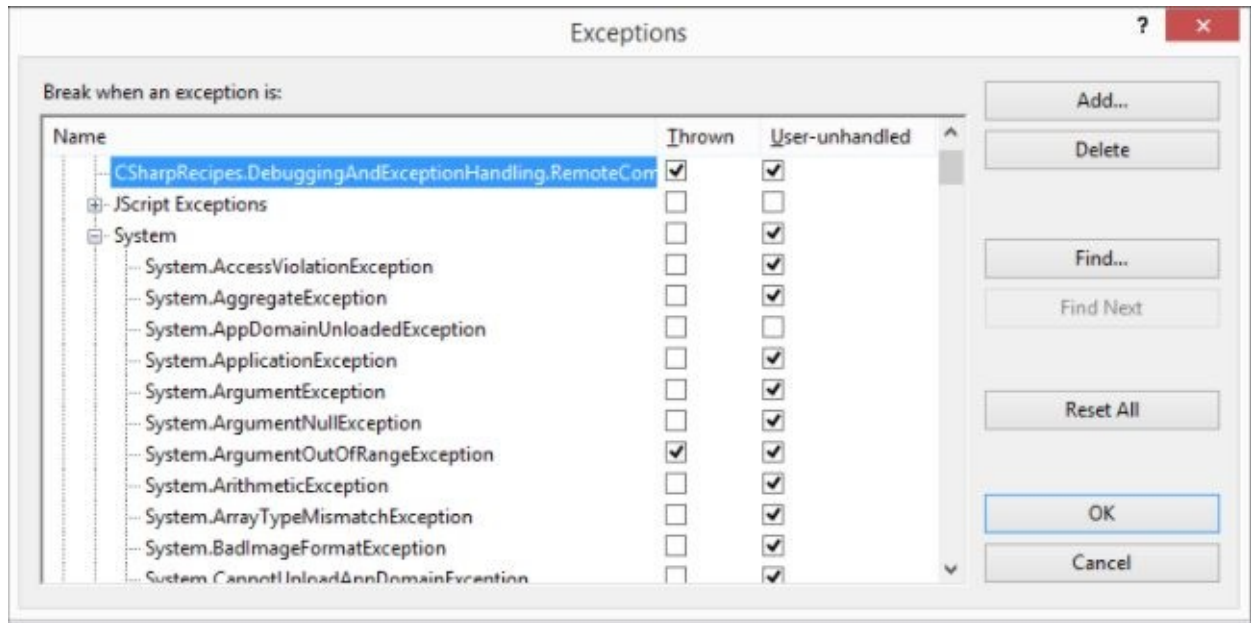 Exceptions
?
Break when an exception is:
Add...
Name Thrown User-unhandled
Delete
CSharpRecipes.DebuggingAndExceptionHandling.RemoteCom
JScript Exceptions
System
Find...
System.AccessViolationException
System.AggregateException
Find Next
System.AppDomainUnloadedException
System.ApplicationException
System.ArgumentException
Reset All
System.ArgumentNullException
System.ArgumentOutOfRangeException
System.ArithmeticException
OK
System.ArrayTypeMismatchException
System.BadImageFormatException
Cancel
System.CannotUnloadAppDomainException